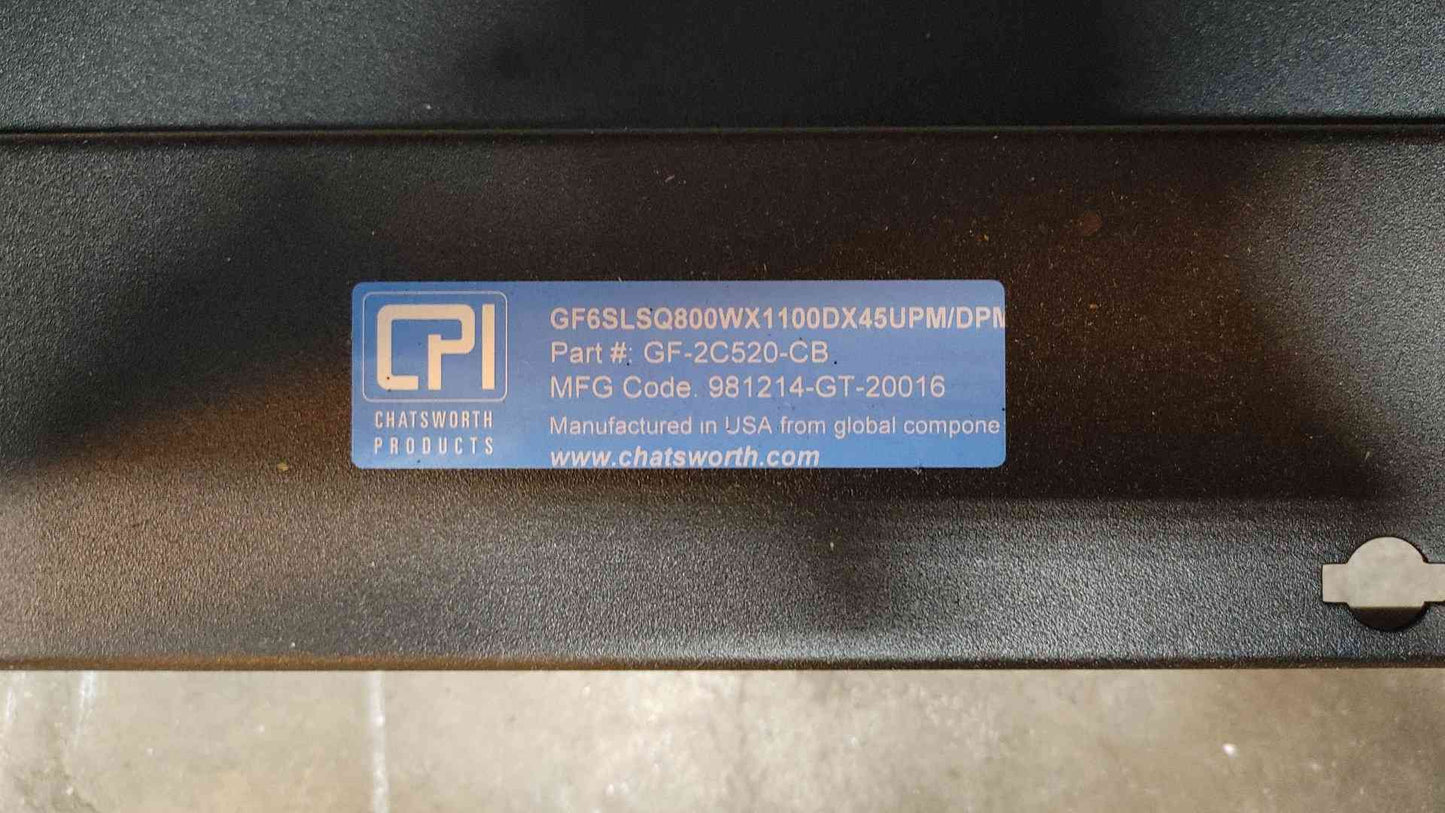 CPI
CHATSWORTH
PRODUCTS
GF6SLSQ800WX1100DX45UPM/DPM
Part #: GF-2C520-CB
MFG Code. 981214-GT-20016
Manufactured in USA from global compone
www.chatsworth.com